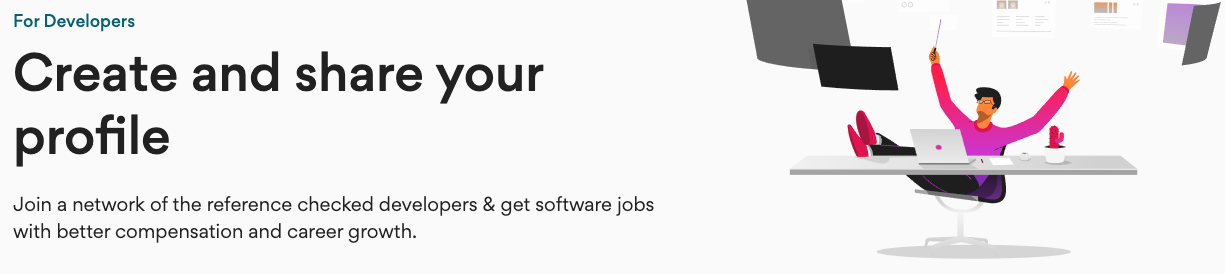 For Developers
Create and share your
profile
Join a network of the reference checked developers & get software jobs
with better compensation and career growth.